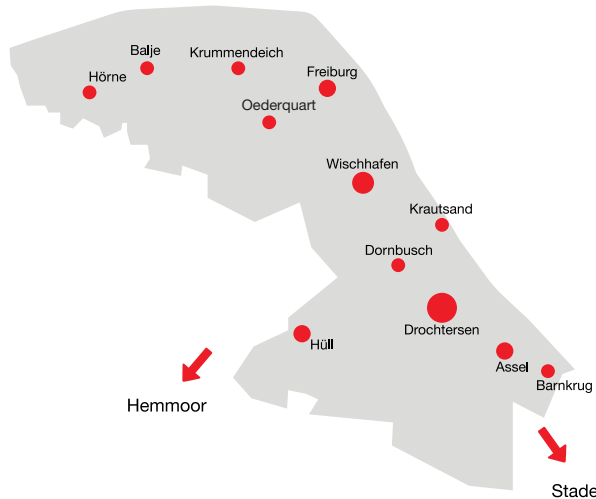 Balje
Krummendeich
Hörne
Freiburg
Oederquart
Wischhafen
Krautsand
Dornbusch
Drochtersen
Hüll
Assel
Barnkrug
Hemmoor
Stade